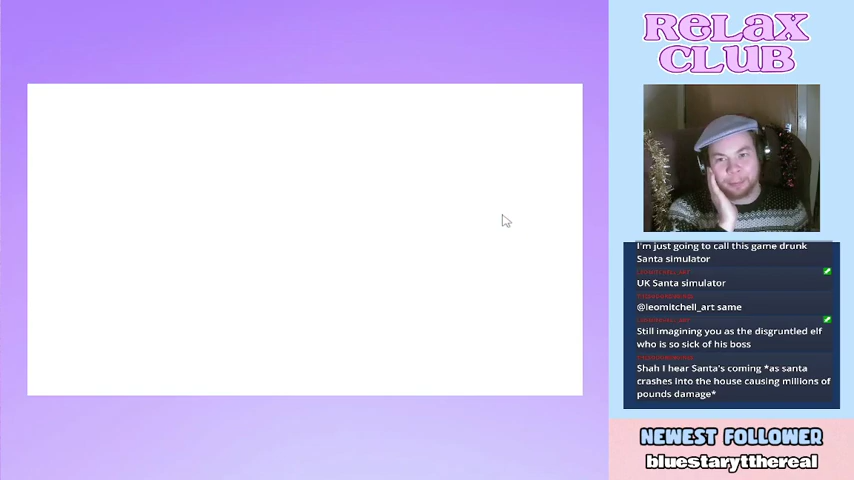 RELAX
CLUB
I'm just going to call this game drunk
Santa simulator
UK Santa simulator
@leomitchell_art same
Still imagining you as the disgruntled elf
who is so sick of his boss
Shah I hear Santa's coming *as santa
crashes into the house causing millions of
pounds damage*
NEWEST FOLLOWER
bluestarytthereal